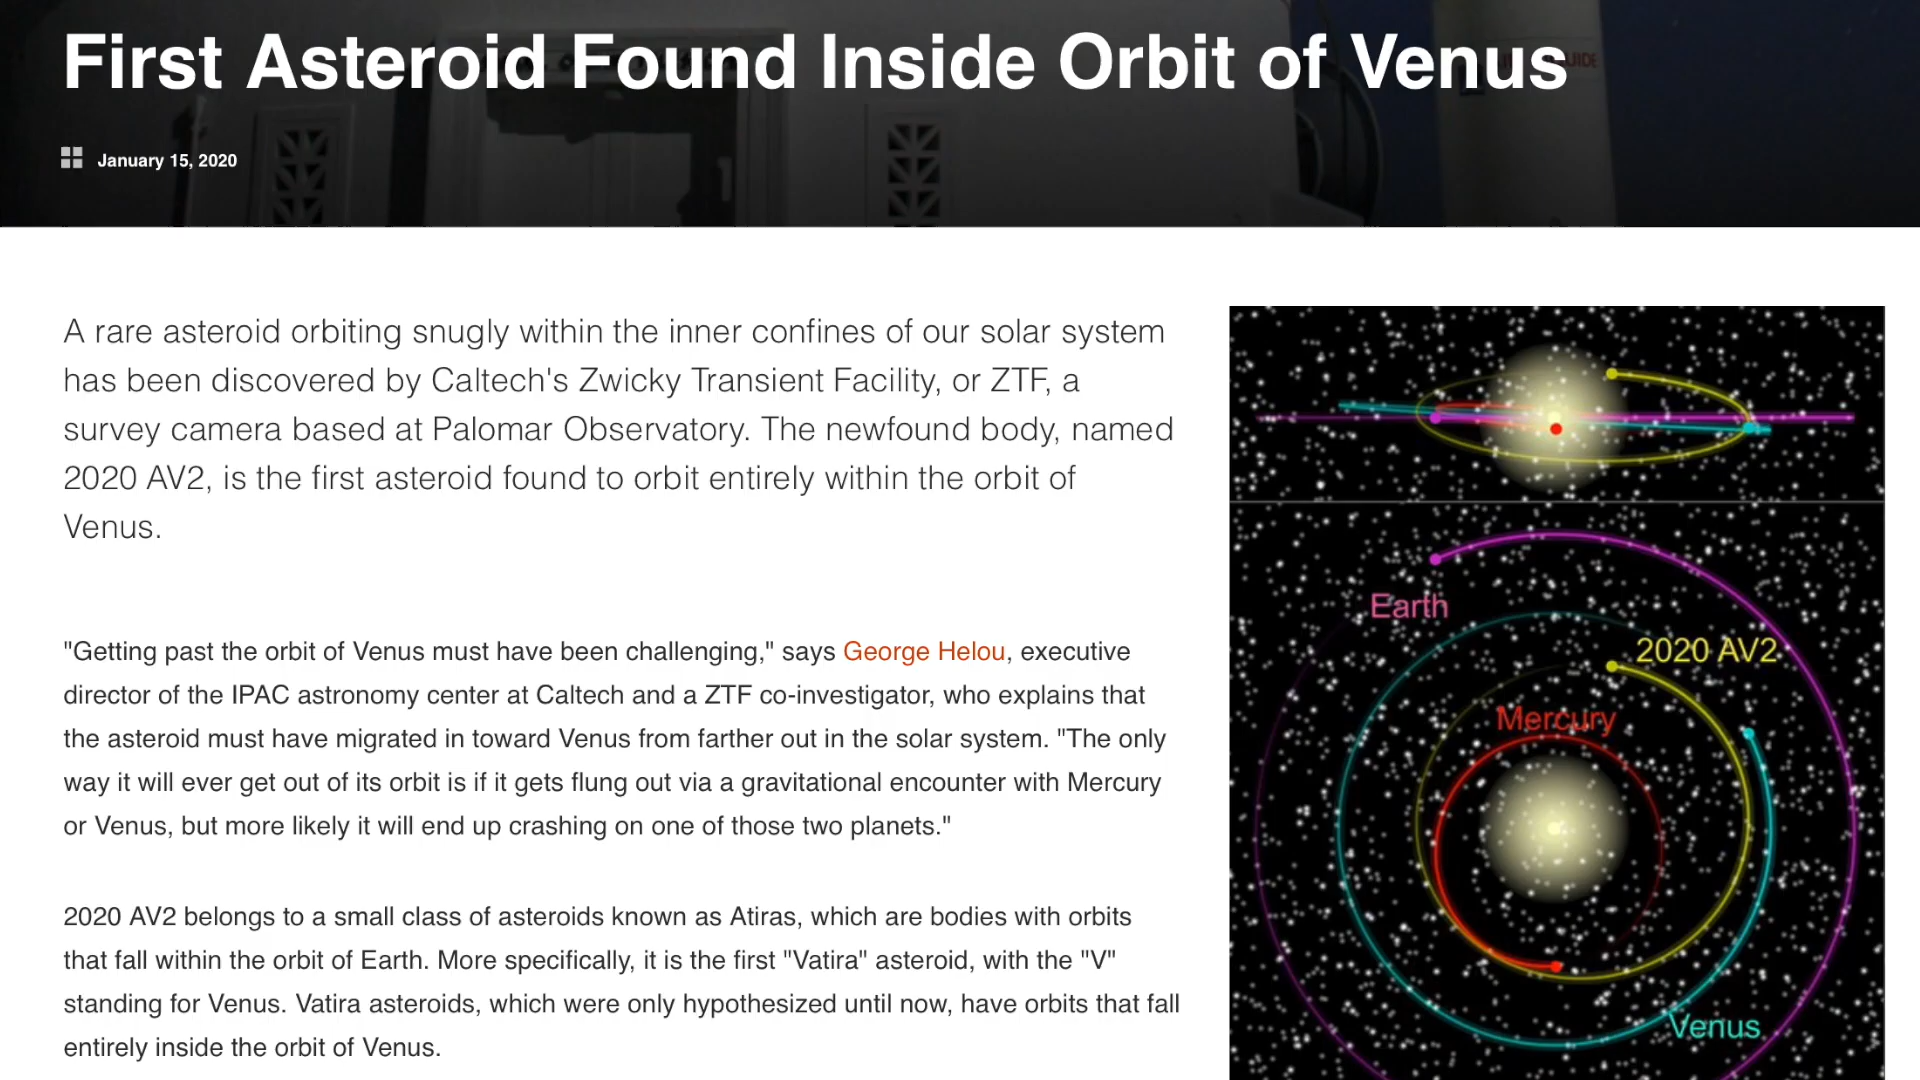 First Asteroid Found Inside Orbit of Venus
January 15, 2020
A rare asteroid orbiting snugly within the inner confines of our solar system
has been discovered by Caltech's Zwicky Transient Facility, or ZTF, a
survey camera based at Palomar Observatory. The newfound body, named
2020 AV2, is the first asteroid found to orbit entirely within the orbit of
Venus.
"Getting past the orbit of Venus must have been challenging," says George Helou, executive
director of the IPAC astronomy center at Caltech and a ZTF co-investigator, who explains that
the asteroid must have migrated in toward Venus from farther out in the solar system. "The only
way it will ever get out of its orbit is if it gets flung out via a gravitational encounter with Mercury
or Venus, but more likely it will end up crashing on one of those two planets."
2020 AV2 belongs to a small class of asteroids known as Atiras, which are bodies with orbits
that fall within the orbit of Earth. More specifically, it is the first "Vatira" asteroid, with the "V"
standing for Venus. Vatira asteroids, which were only hypothesized until now, have orbits that fall
entirely inside the orbit of Venus.
Earth
2020 AV2
Mercury
Venus